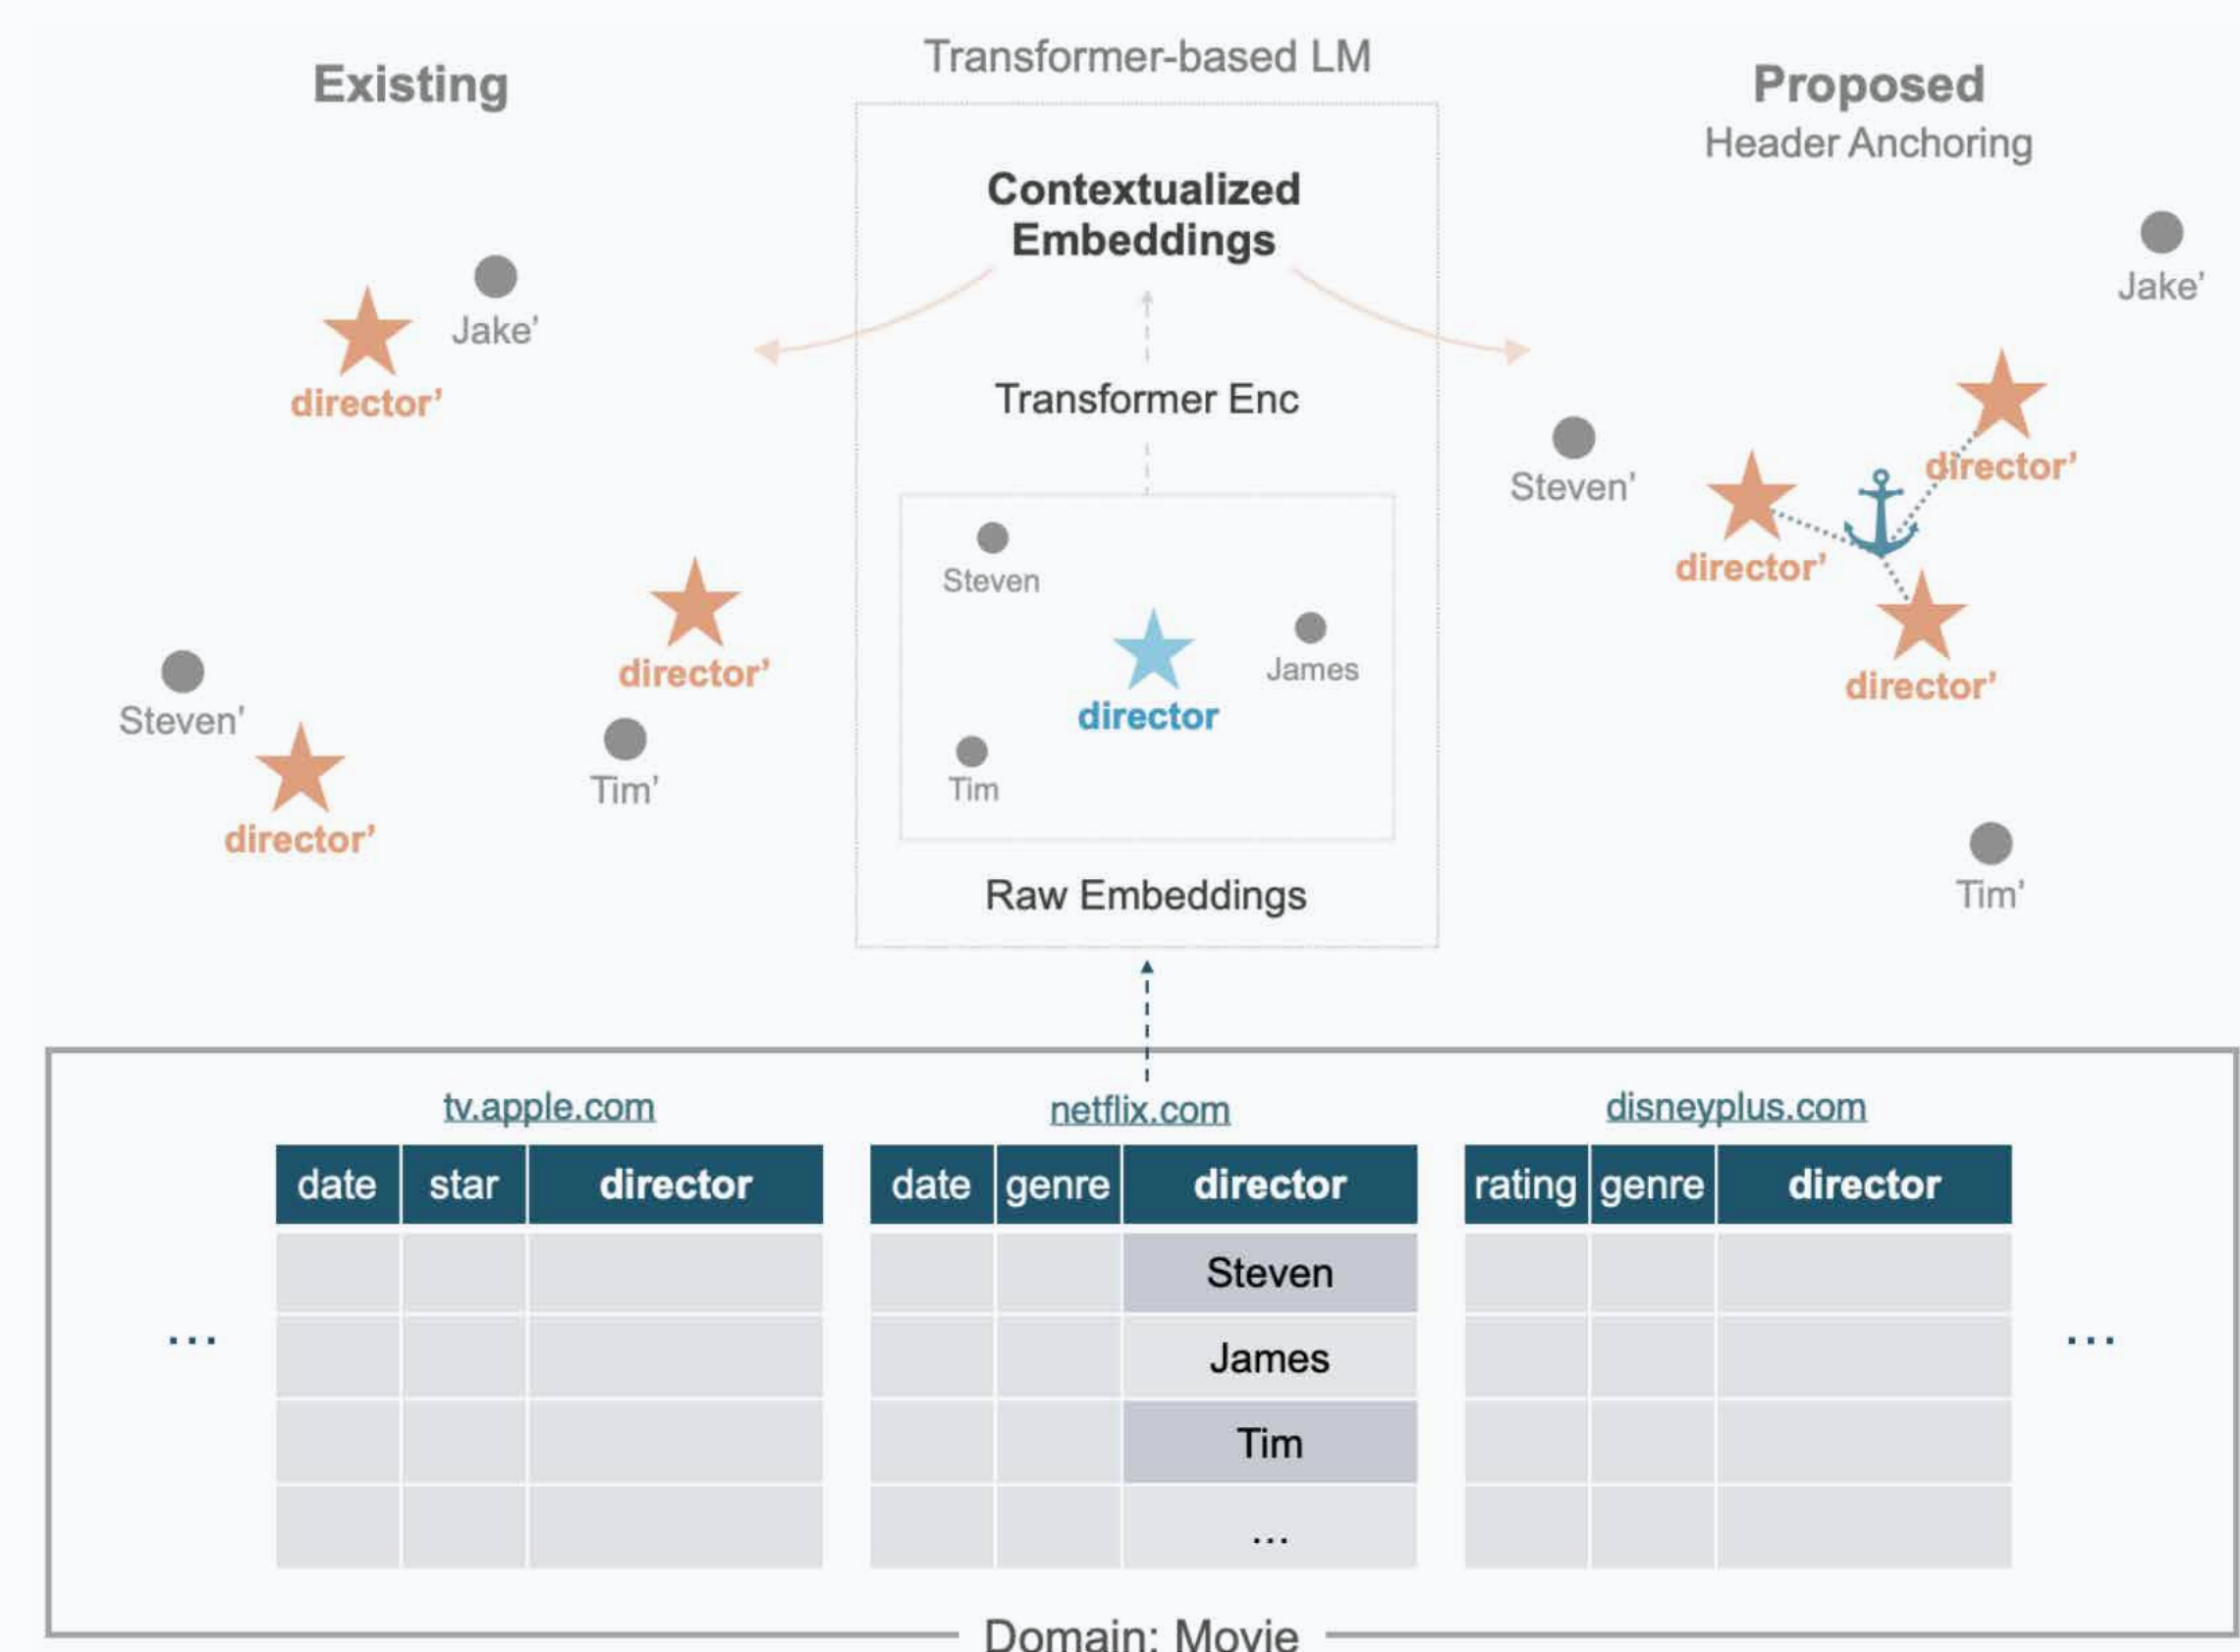 Existing
Jake'
director'
director'
Steven'
Tim'
director'
Transformer-based LM
Contextualized
Embeddings
Transformer Enc
Steven
James
director
Tim
Raw Embeddings
Proposed
Header Anchoring
Jake'
Steven'
director'
director'
director'
Tim'
tv.apple.com
date star director
netflix.com
date genre director
Steven
James
Tim
...
disneyplus.com
rating genre director
...
...
Domain: Movie